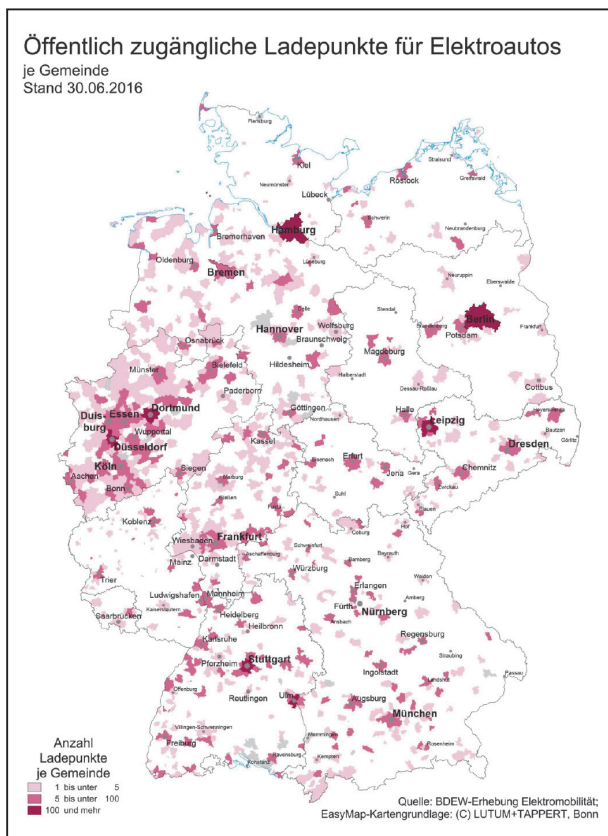 Öffentlich zugängliche Ladepunkte für Elektroautos
je Gemeinde
Stand 30.06.2016
Flensburg
Kiel
Stralsund
Rostock
Greifswald
Neumünster
Lübeck
Schwerin
Hamburg
Neubrandenburg
Bremerhaven
Lüneburg
Oldenburg
Bremen
Neuruppin
Eberswalde
Celle
Stendal
Berlin
Hannover
Wolfsburg
Brandenburg
Frankfurt
Osnabrück
Braunschweig
Potsdam
Magdeburg
Münster
Bielefeld
Hildesheim
Halberstadt
Paderborn
Dessau-Roßlau
Cottbus
Essen
Dortmund
Göttingen
Duis-
burg
Nordhausen
Halle
Leipzig
Hoyerswerda
Wuppertal
Kassel
Bautzen
Düsseldorf
Görlitz
Dresden
Köln
Siegen
Eisenach
Erfurt
Jena
Gera
Chemnitz
Aachen
Marburg
Zwickau
Bonn
Gießen
Suhl
Plauen
Koblenz
Fulda
Hof
Coburg
Frankfurt
Wiesbaden
Schweinfurt
Mainz
Aschaffenburg
Bayreuth
Darmstadt
Bamberg
Trier
Würzburg
Weiden
Erlangen
Ludwigshafen
Mannheim
Fürth
Amberg
Kaiserslautern
Nürnberg
Saarbrücken
Heidelberg
Ansbach
Heilbronn
Karlsruhe
Regensburg
Straubing
Pforzheim
Stuttgart
Ingolstadt
Passau
Landshut
Offenburg
Reutlingen
Ulm
Augsburg
München
Villingen-Schwenningen
Memmingen
Freiburg
Rosenheim
Ravensburg
Kempten
Konstanz
Anzahl
Ladepunkte
je Gemeinde
1 bis unter 5
5 bis unter 100
100 und mehr
Quelle: BDEW-Erhebung Elektromobilität;
EasyMap-Kartengrundlage: (C) LUTUM+TAPPERT, Bonn